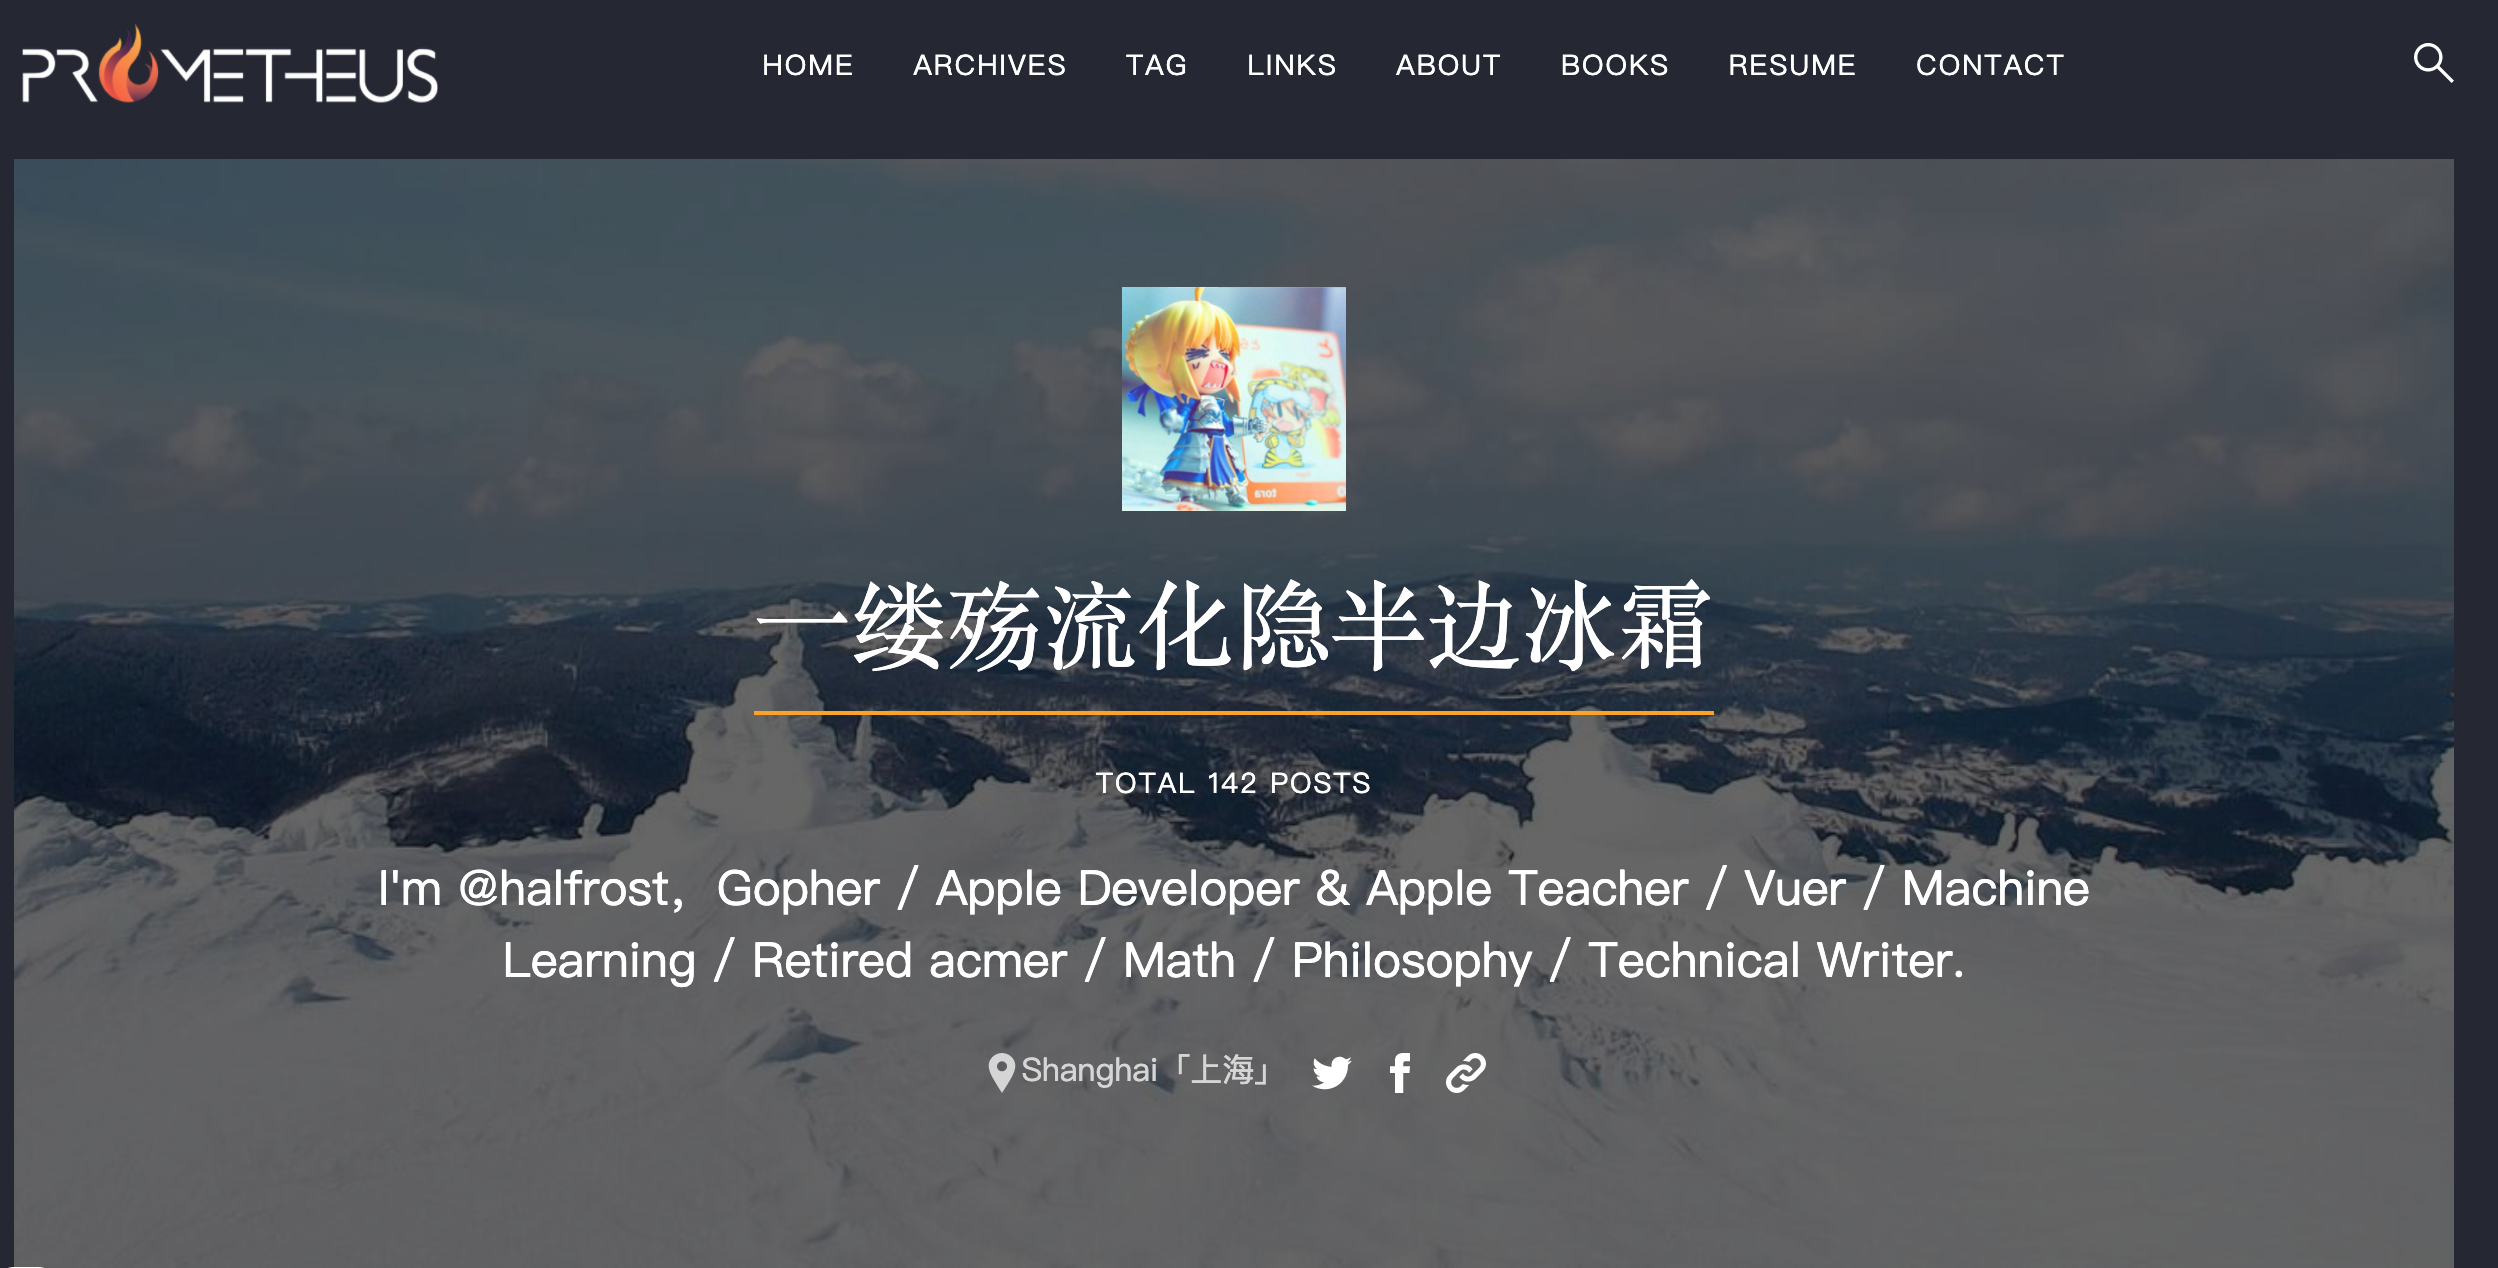 PROMETHEUS
HOME ARCHIVES TAG LINKS ABOUT BOOKS RESUME CONTACT
一缕殇流化隐半边冰霜
TOTAL 142 POSTS
I'm @halfrost，Gopher / Apple Developer & Apple Teacher / Vuer / Machine
Learning / Retired acmer / Math / Philosophy / Technical Writer.
Shanghai「上海」